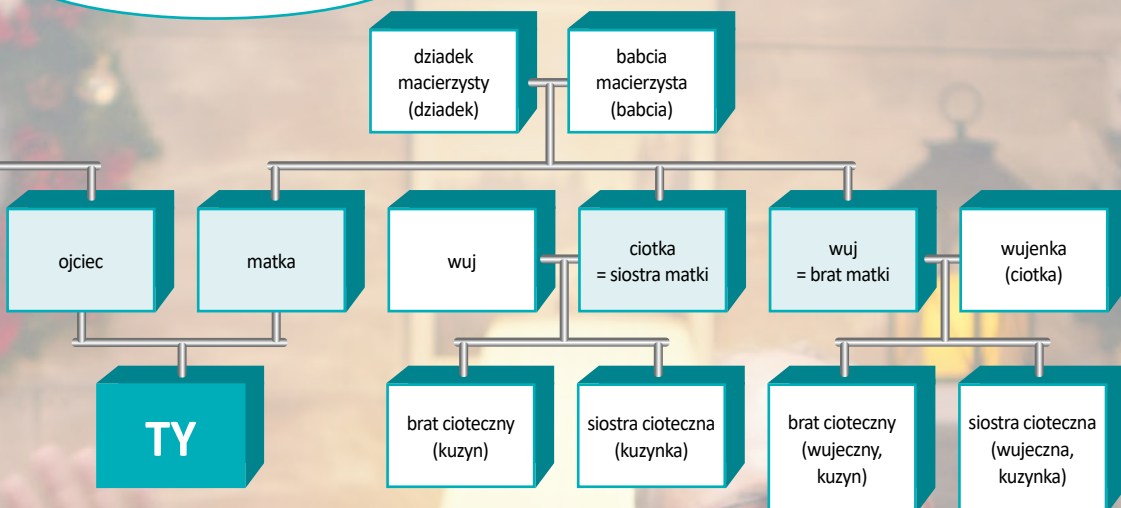 dziadek
macierzysty
(dziadek)
babcia
macierzysta
(babcia)
ojciec
matka
wuj
ciotka
= siostra matki
wuj
= brat matki
wujenka
(ciotka)
TY
brat cioteczny
(kuzyn)
siostra cioteczna
(kuzynka)
brat cioteczny
(wujeczny,
kuzyn)
siostra cioteczna
(wujeczna,
kuzynka)